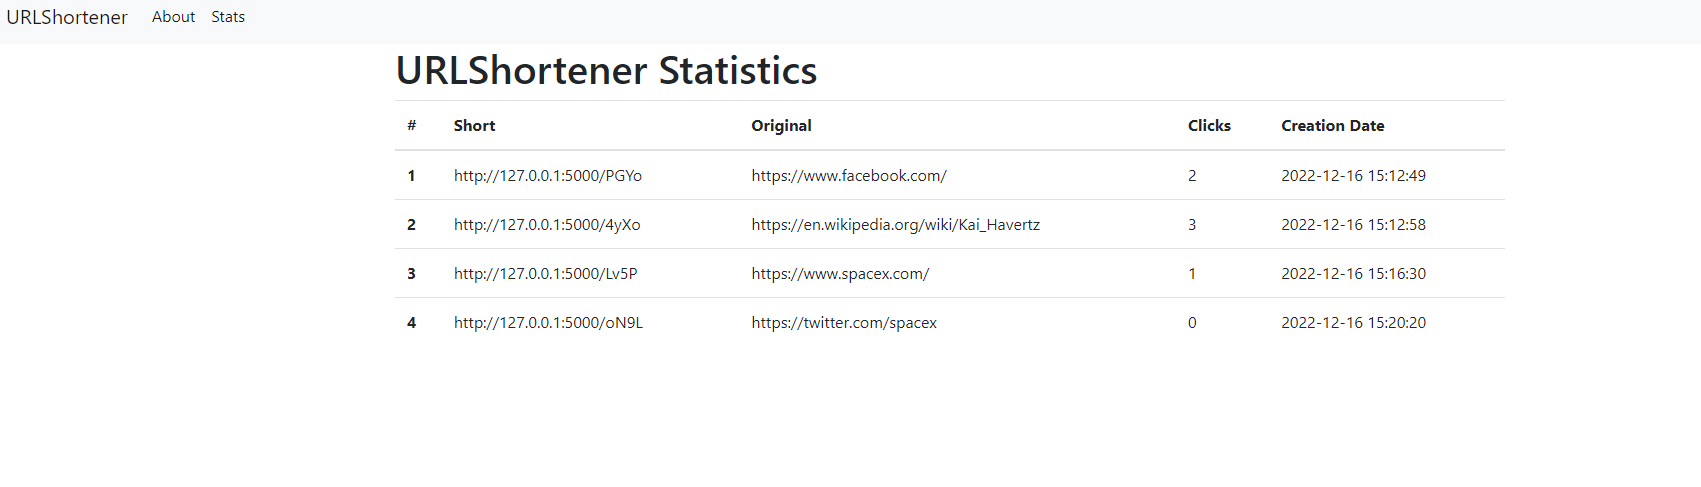 URLShortener About Stats
URLShortener Statistics
# Short Original Clicks Creation Date
1 http://127.0.0.1:5000/PGYo https://www.facebook.com/ 2 2022-12-16 15:12:49
2 http://127.0.0.1:5000/4yXo https://en.wikipedia.org/wiki/Kai_Havertz 3 2022-12-16 15:12:58
3 http://127.0.0.1:5000/Lv5P https://www.spacex.com/ 1 2022-12-16 15:16:30
4 http://127.0.0.1:5000/oN9L https://twitter.com/spacex 0 2022-12-16 15:20:20